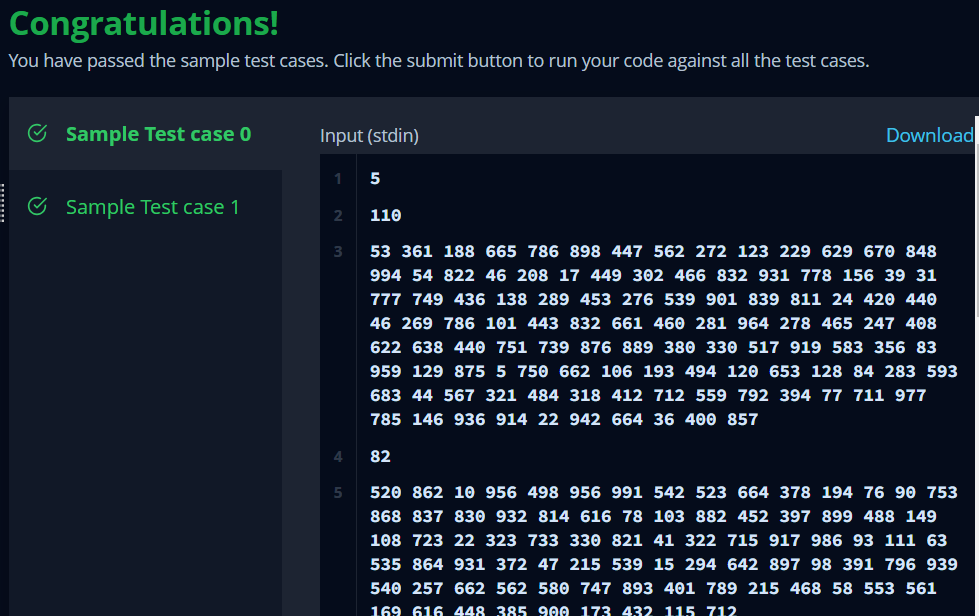 Congratulations!
You have passed the sample test cases. Click the submit button to run your code against all the test cases.
Sample Test case 0
Sample Test case 1
Input (stdin)
Download
1 5
2 110
3 53 361 188 665 786 898 447 562 272 123 229 629 670 848
994 54 822 46 208 17 449 302 466 832 931 778 156 39 31
777 749 436 138 289 453 276 539 901 839 811 24 420 440
46 269 786 101 443 832 661 460 281 964 278 465 247 408
622 638 440 751 739 876 889 380 330 517 919 583 356 83
959 129 875 5 750 662 106 193 494 120 653 128 84 283 593
683 44 567 321 484 318 412 712 559 792 394 77 711 977
785 146 936 914 22 942 664 36 400 857
4 82
5 520 862 10 956 498 956 991 542 523 664 378 194 76 90 753
868 837 830 932 814 616 78 103 882 452 397 899 488 149
108 723 22 323 733 330 821 41 322 715 917 986 93 111 63
535 864 931 372 47 215 539 15 294 642 897 98 391 796 939
540 257 662 562 580 747 893 401 789 215 468 58 553 561
169 616 448 385 900 173 432 115 712